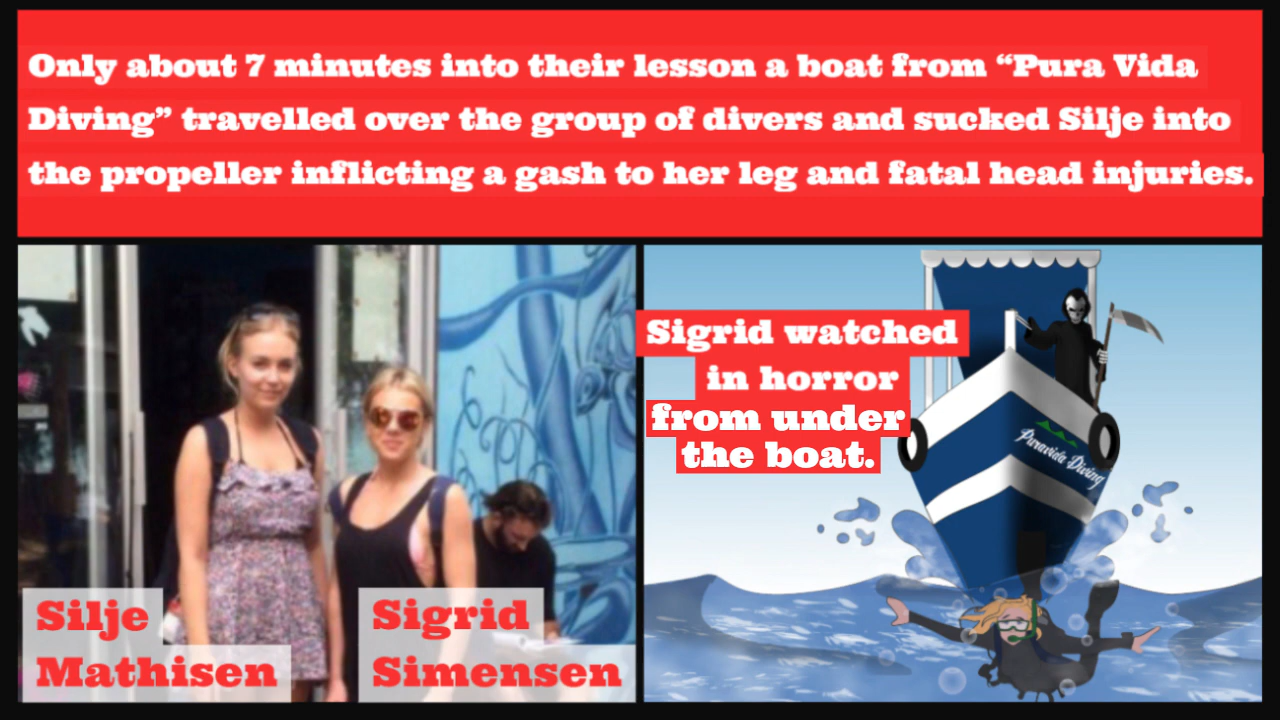 Only about 7 minutes into their lesson a boat from “Pura Vida
Diving” travelled over the group of divers and sucked Silje into
the propeller inflicting a gash to her leg and fatal head injuries.
Sigrid watched
in horror
from under
the boat.
Puravida Diving
Silje
Mathisen
Sigrid
Simensen